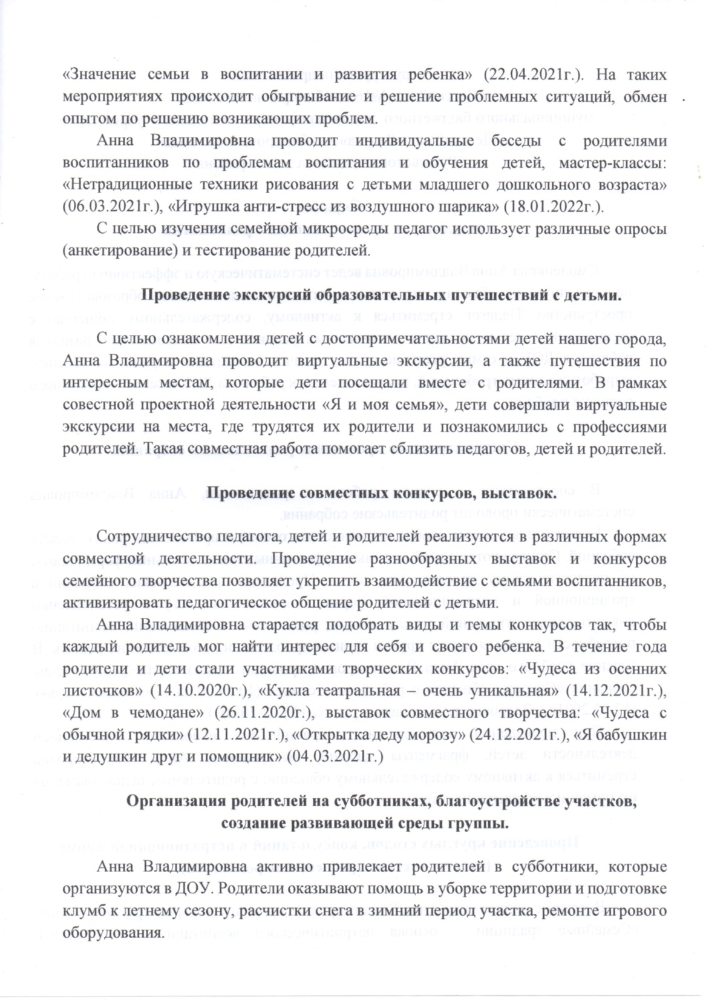 «Значение семьи в воспитании и развития ребенка» (22.04.2021г.). На таких
мероприятиях происходит обыгрывание и решение проблемных ситуаций, обмен
опытом по решению возникающих проблем.
Анна Владимировна проводит индивидуальные беседы с родителями
воспитанников по проблемам воспитания и обучения детей, мастер-классы:
«Нетрадиционные техники рисования с детьми младшего дошкольного возраста»
(06.03.2021г.), «Игрушка анти-стресс из воздушного шарика» (18.01.2022г.).
С целью изучения семейной микросреды педагог использует различные опросы
(анкетирование) и тестирование родителей.
Проведение экскурсий образовательных путешествий с детьми.
С целью ознакомления детей с достопримечательностями детей нашего города,
Анна Владимировна проводит виртуальные экскурсии, а также путешествия по
интересным местам, которые дети посещали вместе с родителями. В рамках
совестной проектной деятельности «Я и моя семья», дети совершали виртуальные
экскурсии на места, где трудятся их родители и познакомились с профессиями
родителей. Такая совместная работа помогает сблизить педагогов, детей и родителей.
Проведение совместных конкурсов, выставок.
Сотрудничество педагога, детей и родителей реализуются в различных формах
совместной деятельности. Проведение разнообразных выставок и конкурсов
семейного творчества позволяет укрепить взаимодействие с семьями воспитанников,
активизировать педагогическое общение родителей с детьми.
Анна Владимировна старается подобрать виды и темы конкурсов так, чтобы
каждый родитель мог найти интерес для себя и своего ребенка. В течение года
родители и дети стали участниками творческих конкурсов: «Чудеса из осенних
листочков» (14.10.2020г.), «Кукла театральная – очень уникальная» (14.12.2021г.),
«Дом в чемодане» (26.11.2020г.), выставок совместного творчества: «Чудеса с
обычной грядки» (12.11.2021г.), «Открытка деду морозу» (24.12.2021г.), «Я бабушкин
и дедушкин друг и помощник» (04.03.2021г.)
Организация родителей на субботниках, благоустройстве участков,
создание развивающей среды группы.
Анна Владимировна активно привлекает родителей в субботники, которые
организуются в ДОУ. Родители оказывают помощь в уборке территории и подготовке
клумб к летнему сезону, расчистки снега в зимний период участка, ремонте игрового
оборудования.